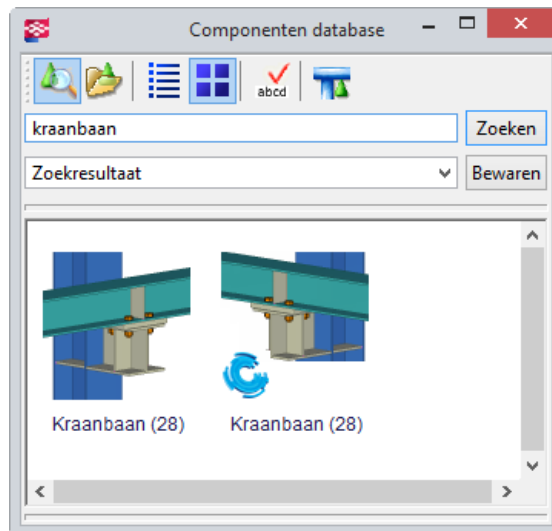 Componenten database
abcd
kraanbaan
Zoeken
Zoekresultaat
Bewaren
Kraanbaan (28)
Kraanbaan (28)